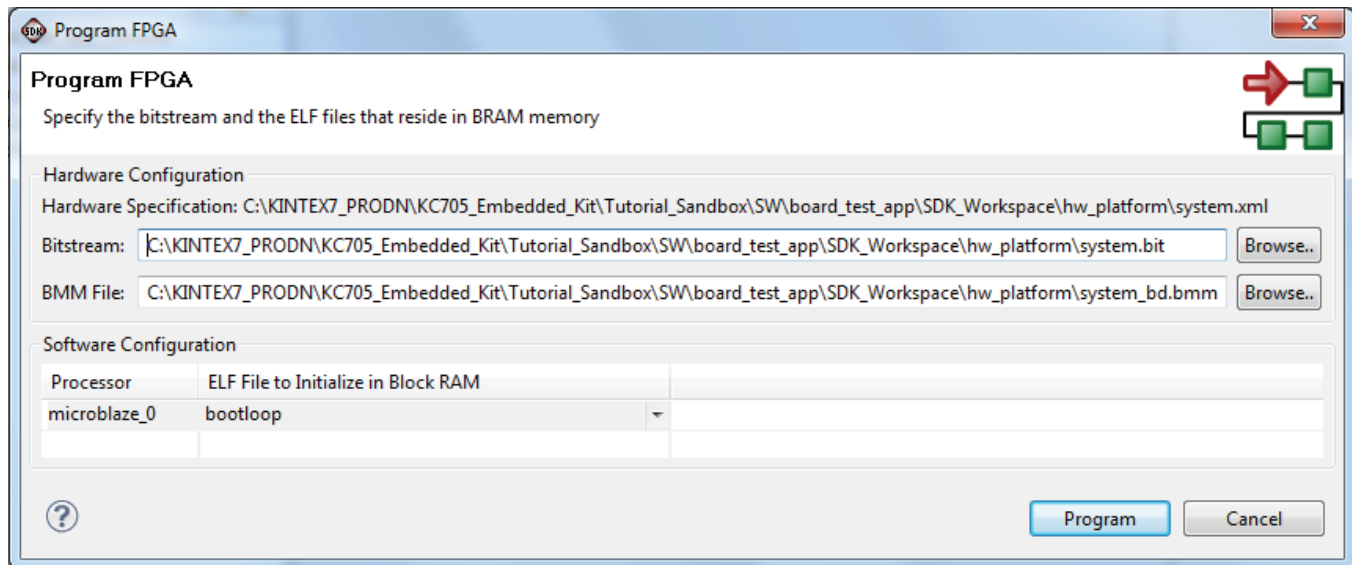 SDK Program FPGA
Program FPGA
Specify the bitstream and the ELF files that reside in BRAM memory
Hardware Configuration
Hardware Specification: C:\KINTEX7_PRODN\KC705_Embedded_Kit\Tutorial_Sandbox\SW\board_test_app\SDK_Workspace\hw_platform\system.xml
Bitstream: C:\KINTEX7_PRODN\KC705_Embedded_Kit\Tutorial_Sandbox\SW\board_test_app\SDK_Workspace\hw_platform\system.bit Browse..
BMM File: C:\KINTEX7_PRODN\KC705_Embedded_Kit\Tutorial_Sandbox\SW\board_test_app\SDK_Workspace\hw_platform\system_bd.bmm Browse..
Software Configuration
Processor ELF File to Initialize in Block RAM
microblaze_0 bootloop
? Program Cancel